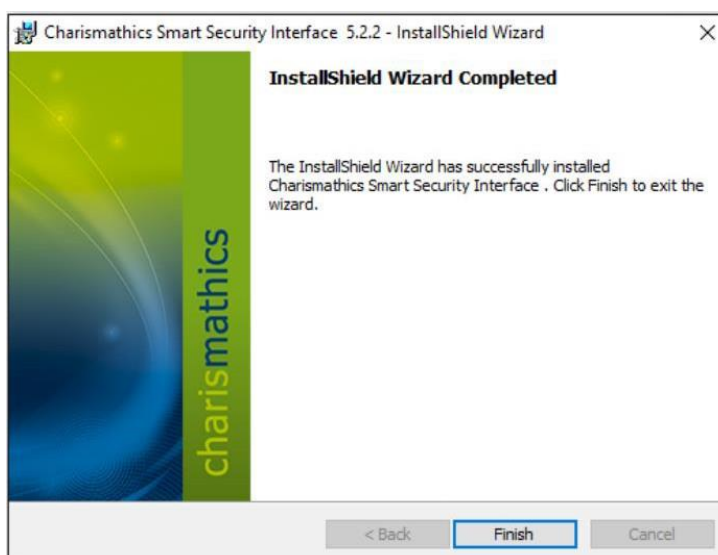 Charismathics Smart Security Interface 5.2.2 - InstallShield Wizard
InstallShield Wizard Completed
The InstallShield Wizard has successfully installed
Charismathics Smart Security Interface . Click Finish to exit the
wizard.
charismathics
< Back
Finish
Cancel